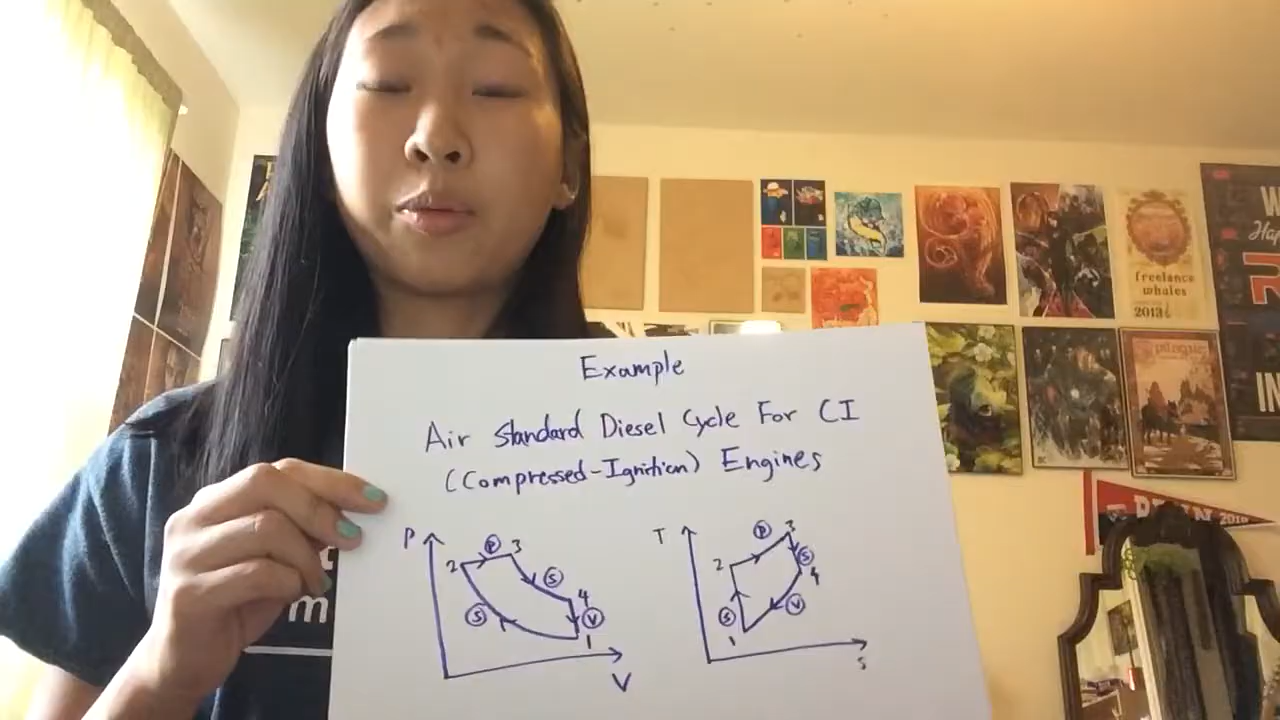 Example
Air Standard Diesel Cycle For CI
(Compressed-Ignition) Engines
P
2
P
3
S
S
4
V
1
V
T
2
P
3
S
4
S
V
1
s
freelance
whales
2013